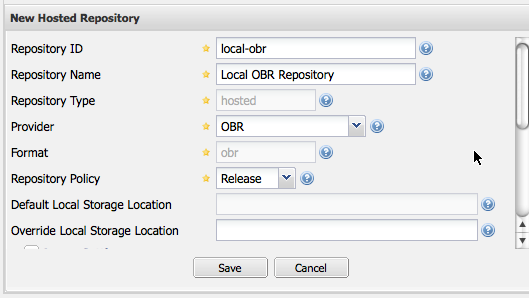 New Hosted Repository
Repository ID local-obr
Repository Name Local OBR Repository
Repository Type hosted
Provider OBR
Format obr
Repository Policy Release
Default Local Storage Location
Override Local Storage Location
Save Cancel